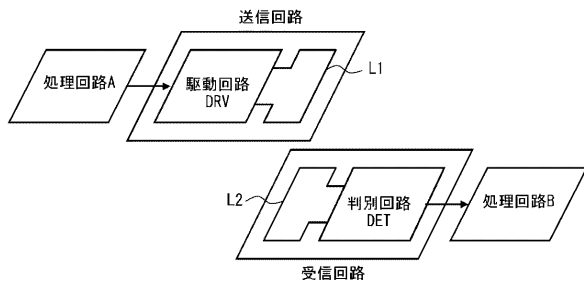 送信回路
処理回路A
駆動回路
DRV
L1
L2
判別回路
DET
処理回路B
受信回路